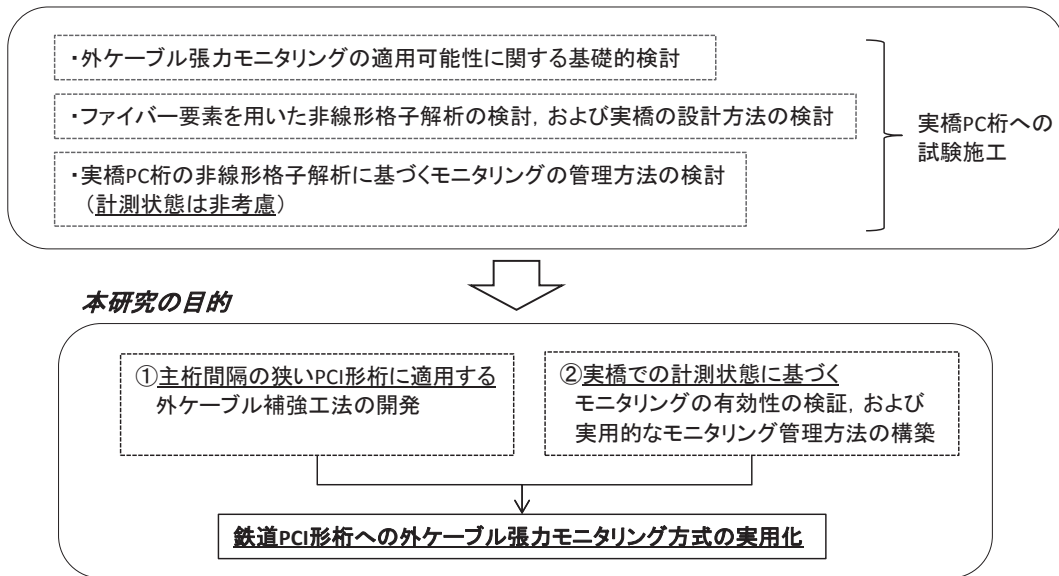 ・外ケーブル張力モニタリングの適用可能性に関する基礎的検討
・ファイバー要素を用いた非線形格子解析の検討，および実橋の設計方法の検討
・実橋PC桁の非線形格子解析に基づくモニタリングの管理方法の検討
（計測状態は非考慮）
実橋PC桁への
試験施工
本研究の目的
①主桁間隔の狭いPCI形桁に適用する
外ケーブル補強工法の開発
②実橋での計測状態に基づく
モニタリングの有効性の検証，および
実用的なモニタリング管理方法の構築
鉄道PCI形桁への外ケーブル張力モニタリング方式の実用化